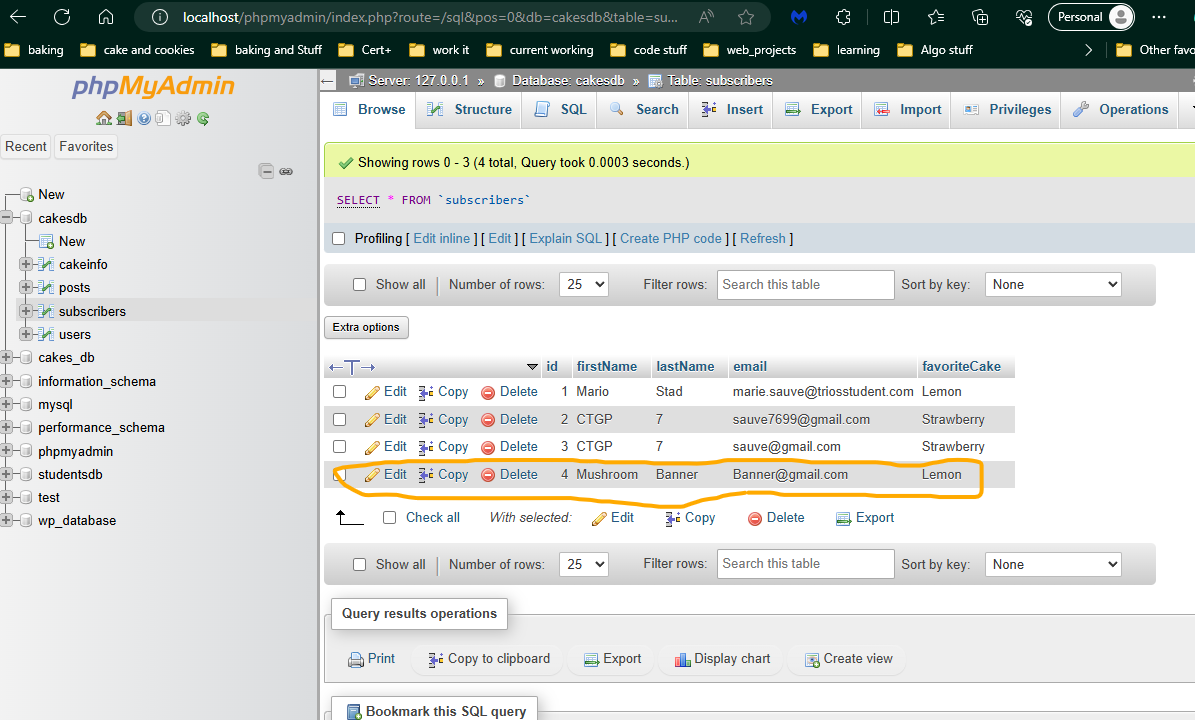 localhost/phpmyadmin/index.php?route=/sql&pos=0&db=cakesdb&table=su...
Personal
baking
cake and cookies
baking and Stuff
Cert+
work it
current working
code stuff
web_projects
learning
Algo stuff
Other favo
phpMyAdmin
Recent
Favorites
New
cakesdb
New
cakeinfo
posts
subscribers
users
cakes_db
information_schema
mysql
performance_schema
phpmyadmin
studentsdb
test
wp_database
Server: 127.0.0.1 » Database: cakesdb » Table: subscribers
Browse Structure SQL Search Insert Export Import Privileges Operations
Showing rows 0 - 3 (4 total, Query took 0.0003 seconds.)
SELECT * FROM `subscribers`
Profiling [ Edit inline ] [ Edit ] [ Explain SQL ] [ Create PHP code ] [ Refresh ]
Show all Number of rows: 25 Filter rows: Search this table Sort by key: None
Extra options
id firstName lastName email favoriteCake
Edit Copy Delete 1 Mario Stad marie.sauve@triosstudent.com Lemon
Edit Copy Delete 2 CTGP 7 sauve7699@gmail.com Strawberry
Edit Copy Delete 3 CTGP 7 sauve@gmail.com Strawberry
Edit Copy Delete 4 Mushroom Banner Banner@gmail.com Lemon
Check all With selected: Edit Copy Delete Export
Show all Number of rows: 25 Filter rows: Search this table Sort by key: None
Query results operations
Print Copy to clipboard Export Display chart Create view
Bookmark this SQL query